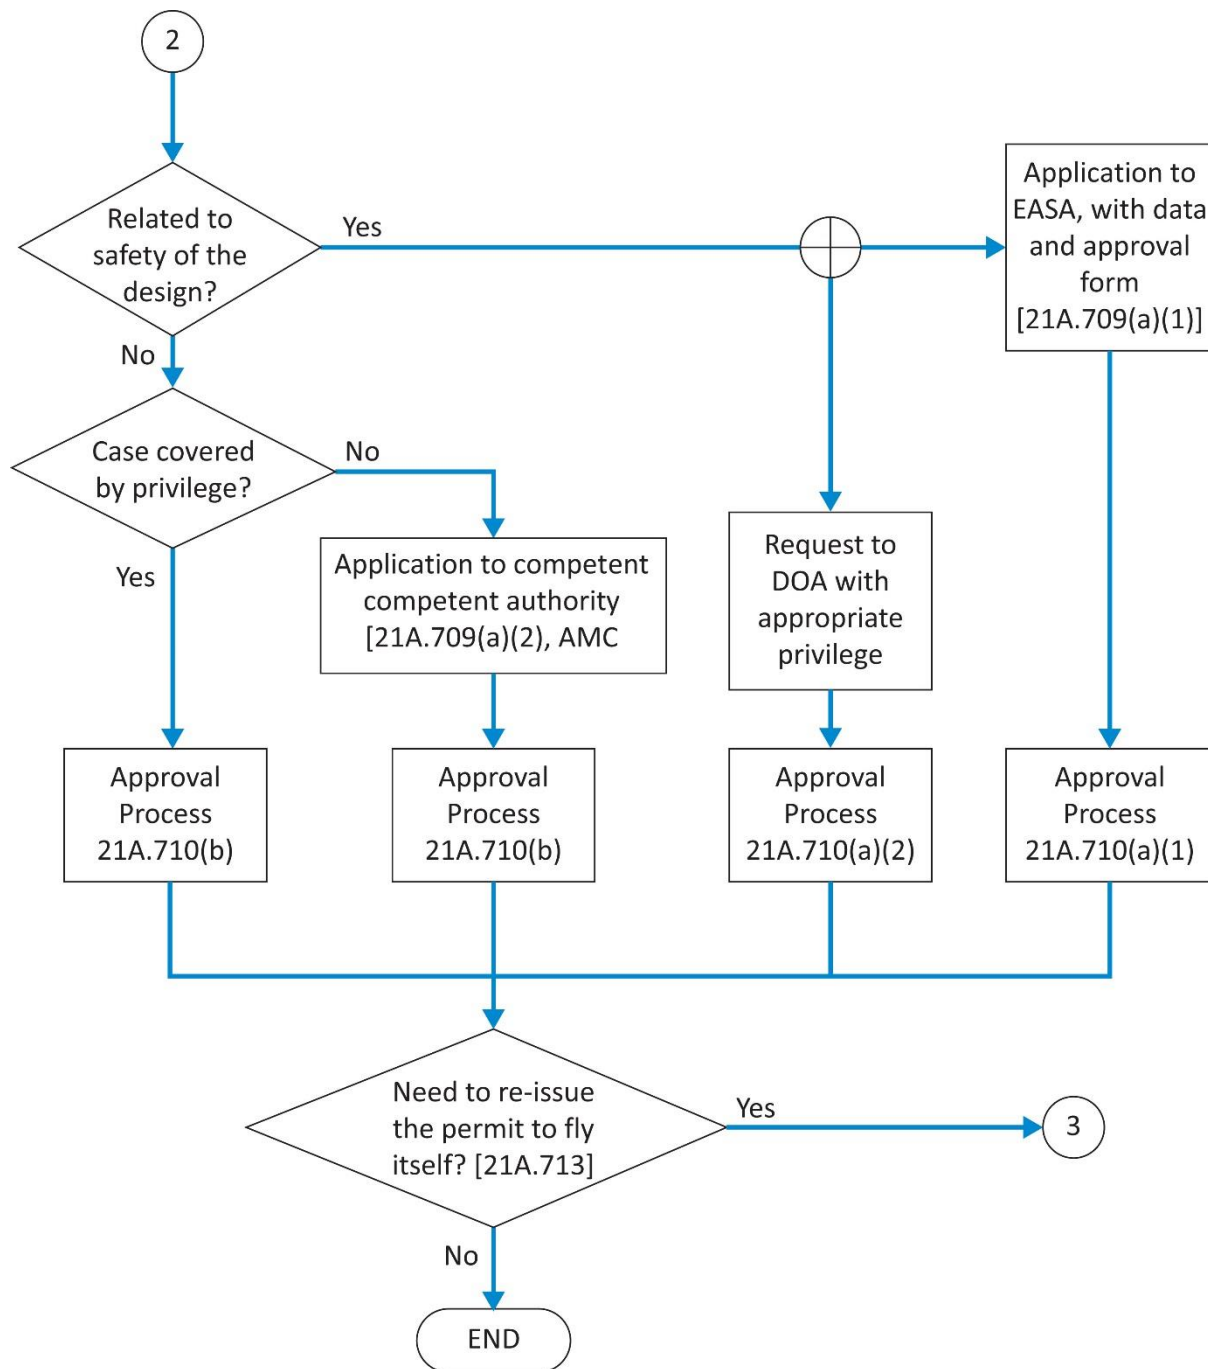 2
Related to
safety of the
design?
Yes
Application to
EASA, with data
and approval
form
[21A.709(a)(1)]
No
Case covered
by privilege?
No
Yes
Application to competent
competent authority
[21A.709(a)(2), AMC
Request to
DOA with
appropriate
privilege
Approval
Process
21A.710(b)
Approval
Process
21A.710(b)
Approval
Process
21A.710(a)(2)
Approval
Process
21A.710(a)(1)
Need to re-issue
the permit to fly
itself? [21A.713]
Yes
3
No
END